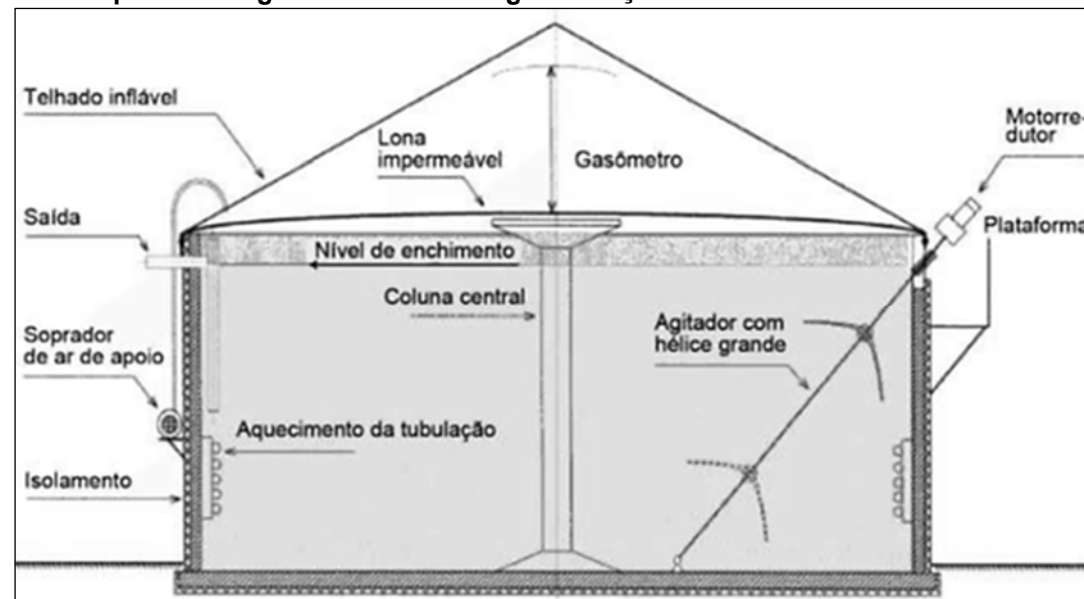 Telhado inflável
Lona
impermeável
Gasômetro
Motorre-
dutor
Saída
Plataforma
Nível de enchimento
Coluna central
Agitador com
hélice grande
Soprador
de ar de apoio
Aquecimento da tubulação
Isolamento